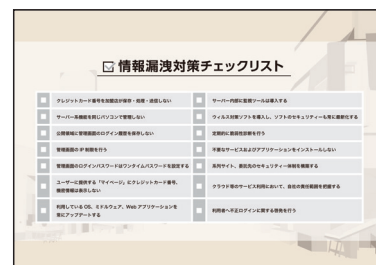 情報漏洩対策チェックリスト
クレジットカード番号を加盟店が保存・処理・送信しない
サーバー系機能を同じパソコンで管理しない
公開領域に管理画面のログイン履歴を保存しない
管理画面の IP 制限を行う
管理画面のログインパスワードはワンタイムパスワードを設定する
ユーザーに提供する「マイページ」にクレジットカード番号、
機密情報は表示しない
利用している OS、ミドルウェア、Web アプリケーションを
常にアップデートする
サーバー内部に監視ツールは導入する
ウィルス対策ソフトを導入し、ソフトのセキュリティーも常に最新化する
定期的に脆弱性診断を行う
不要なサービスおよびアプリケーションをインストールしない
系列サイト、委託先のセキュリティー体制を構築する
クラウド等のサービス利用において、自社の責任範囲を把握する
利用者へ不正ログインに関する啓発を行う